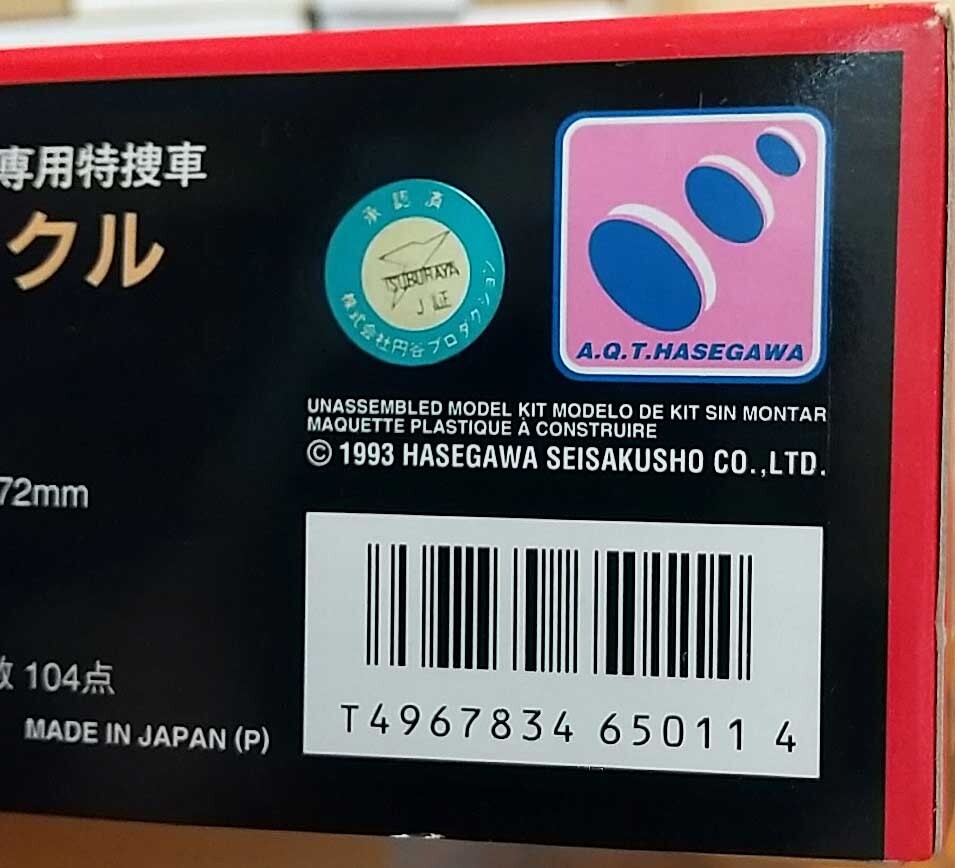 専用特捜車
クル
承認済
TSUBURAYA
株式会社円谷プロダクション
A.Q.T.HASEGAWA
UNASSEMBLED MODEL KIT MODELO DE KIT SIN MONTAR
MAQUETTE PLASTIQUE À CONSTRUIRE
© 1993 HASEGAWA SEISAKUSHO CO.,LTD.
72mm
数 104点
MADE IN JAPAN (P)
T4967834 65011 4